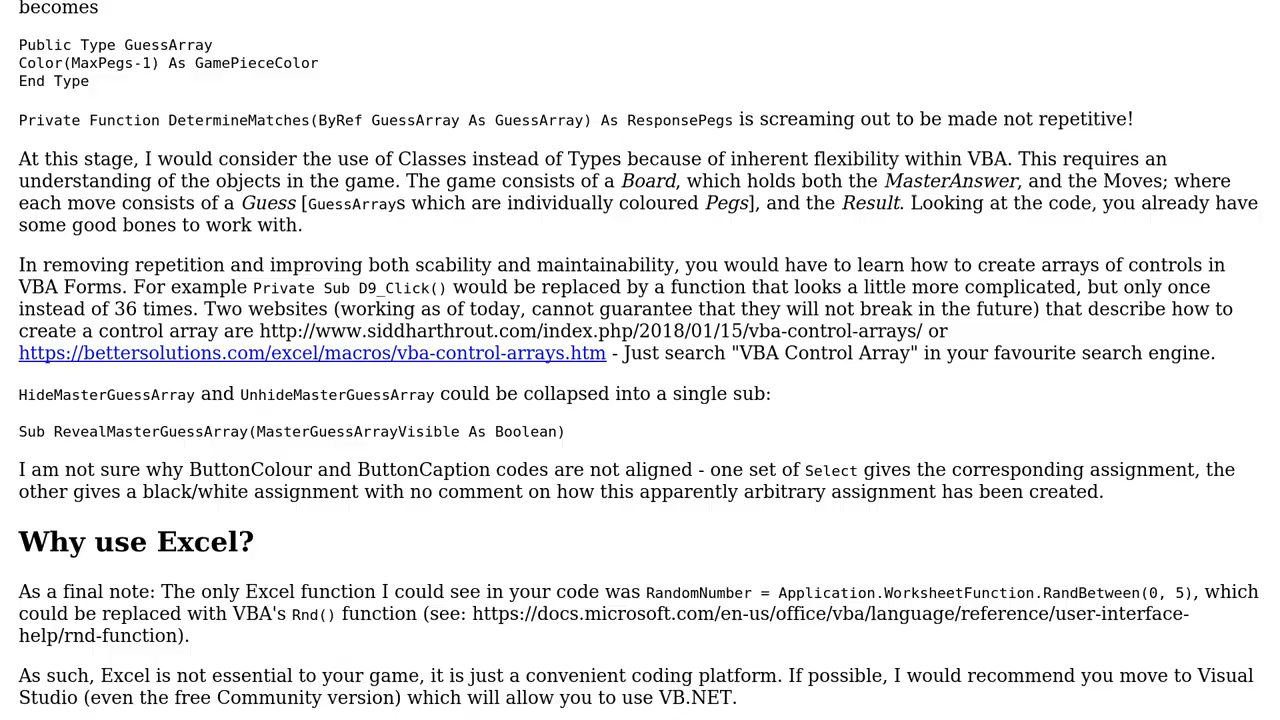 becomes
Public Type GuessArray
Color(MaxPegs-1) As GamePieceColor
End Type
Private Function DetermineMatches(ByRef GuessArray As GuessArray) As ResponsePegs is screaming out to be made not repetitive!
At this stage, I would consider the use of Classes instead of Types because of inherent flexibility within VBA. This requires an
understanding of the objects in the game. The game consists of a Board, which holds both the MasterAnswer, and the Moves; where
each move consists of a Guess [GuessArrays which are individually coloured Pegs], and the Result. Looking at the code, you already have
some good bones to work with.
In removing repetition and improving both scability and maintainability, you would have to learn how to create arrays of controls in
VBA Forms. For example Private Sub D9_Click() would be replaced by a function that looks a little more complicated, but only once
instead of 36 times. Two websites (working as of today, cannot guarantee that they will not break in the future) that describe how to
create a control array are http://www.siddharthrout.com/index.php/2018/01/15/vba-control-arrays/ or
https://bettersolutions.com/excel/macros/vba-control-arrays.htm - Just search "VBA Control Array" in your favourite search engine.
HideMasterGuessArray and UnhideMasterGuessArray could be collapsed into a single sub:
Sub RevealMasterGuessArray(MasterGuessArrayVisible As Boolean)
I am not sure why ButtonColour and ButtonCaption codes are not aligned - one set of Select gives the corresponding assignment, the
other gives a black/white assignment with no comment on how this apparently arbitrary assignment has been created.
Why use Excel?
As a final note: The only Excel function I could see in your code was RandomNumber = Application.WorksheetFunction.RandBetween(0, 5), which
could be replaced with VBA's Rnd() function (see: https://docs.microsoft.com/en-us/office/vba/language/reference/user-interface-
help/rnd-function).
As such, Excel is not essential to your game, it is just a convenient coding platform. If possible, I would recommend you move to Visual
Studio (even the free Community version) which will allow you to use VB.NET.